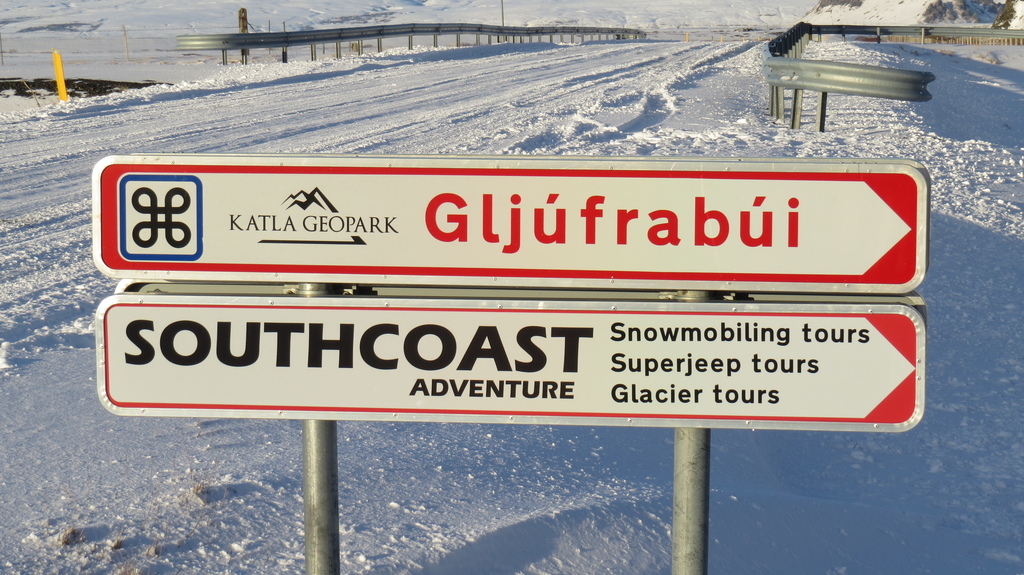 KATLA GEOPARK
Gljúfrabúi
SOUTHCOAST
ADVENTURE
Snowmobiling tours
Superjeep tours
Glacier tours